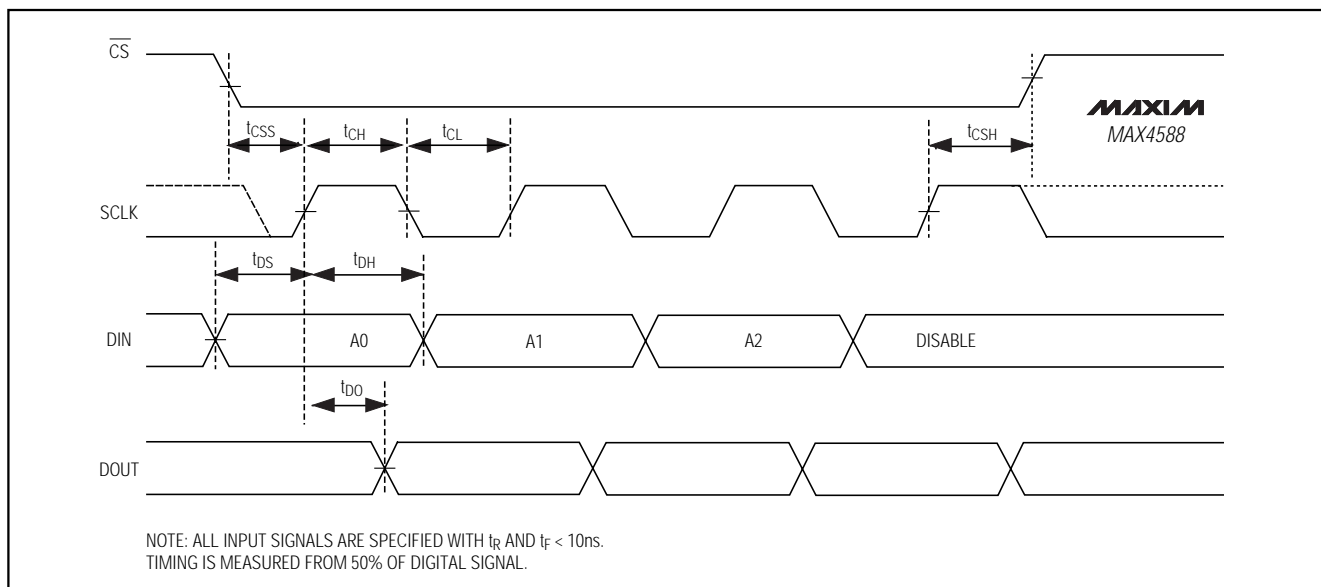 CS
MAXIM
MAX4588
tCSS tCH tCL tCSH
SCLK
tDS tDH
DIN A0 A1 A2 DISABLE
tDO
DOUT
NOTE: ALL INPUT SIGNALS ARE SPECIFIED WITH tR AND tF < 10ns.
TIMING IS MEASURED FROM 50% OF DIGITAL SIGNAL.